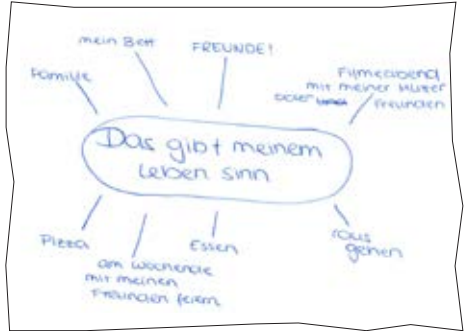 mein Bett
FREUNDE!
Familie
Filmeabend
mit meiner Mutter
oder
Freunden
Das gibt meinem
Leben sinn
Pizza
am Wochenende
mit meinen
Freunden feiern
Essen
raus
gehen